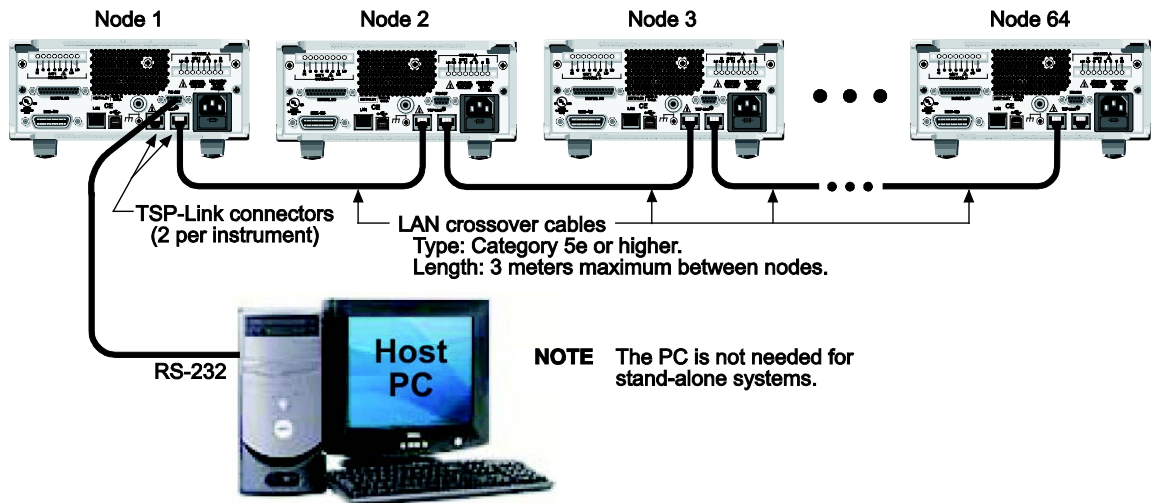 Node 1
Node 2
Node 3
Node 64
TSP-Link connectors
(2 per instrument)
LAN crossover cables
Type: Category 5e or higher.
Length: 3 meters maximum between nodes.
RS-232
Host
PC
NOTE The PC is not needed for
stand-alone systems.